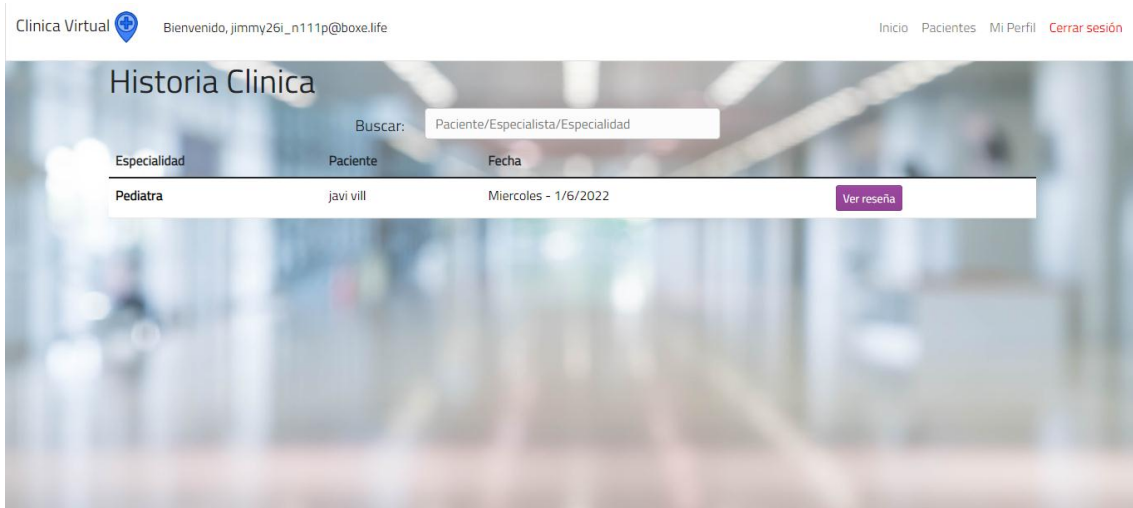 Clinica Virtual Bienvenido, jimmy26i_n111p@boxe.life Inicio Pacientes Mi Perfil Cerrar sesión
Historia Clinica
Buscar: Paciente/Especialista/Especialidad
Especialidad Paciente Fecha
Pediatra javi vill Miercoles - 1/6/2022 Ver reseña